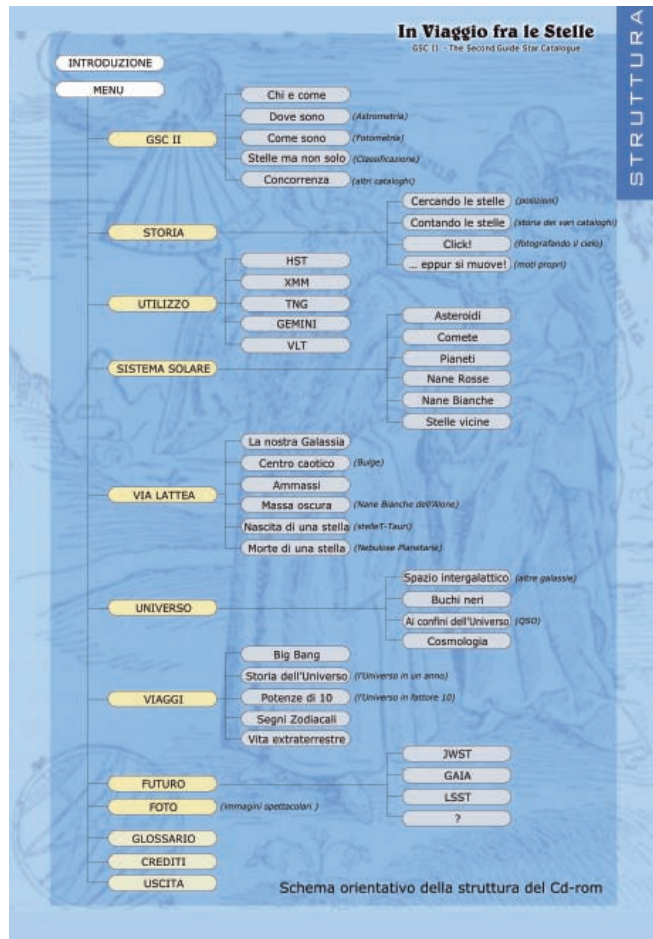 In Viaggio fra le Stelle
GSC II - The Second Guide Star Catalogue
STRUTTURA
INTRODUZIONE
MENU
GSC II
Chi e come
Dove sono (Astrometria)
Come sono (Fotometria)
Stelle ma non solo (Classificazione)
Concorrenza (altri cataloghi)
STORIA
Cercando le stelle (posizioni)
Contando le stelle (storia dei vari cataloghi)
Click! (fotografando il cielo)
... eppur si muove! (moti propri)
UTILIZZO
HST
XMM
TNG
GEMINI
VLT
SISTEMA SOLARE
Asteroidi
Comete
Pianeti
Nane Rosse
Nane Bianche
Stelle vicine
VIA LATTEA
La nostra Galassia
Centro caotico (Bulge)
Ammassi
Massa oscura (Nane Bianche dell'Alone)
Nascita di una stella (stelleT-Tauri)
Morte di una stella (Nebulose Planetarie)
UNIVERSO
Spazio intergalattico (altre galassie)
Buchi neri
Ai confini dell'Universo (QSO)
Cosmologia
VIAGGI
Big Bang
Storia dell'Universo (l'Universo in un anno)
Potenze di 10 (l'Universo in fattore 10)
Segni Zodiacali
Vita extraterrestre
FUTURO
JWST
GAIA
LSST
?
FOTO (immagini spettacolari )
GLOSSARIO
CREDITI
USCITA
Schema orientativo della struttura del Cd-rom